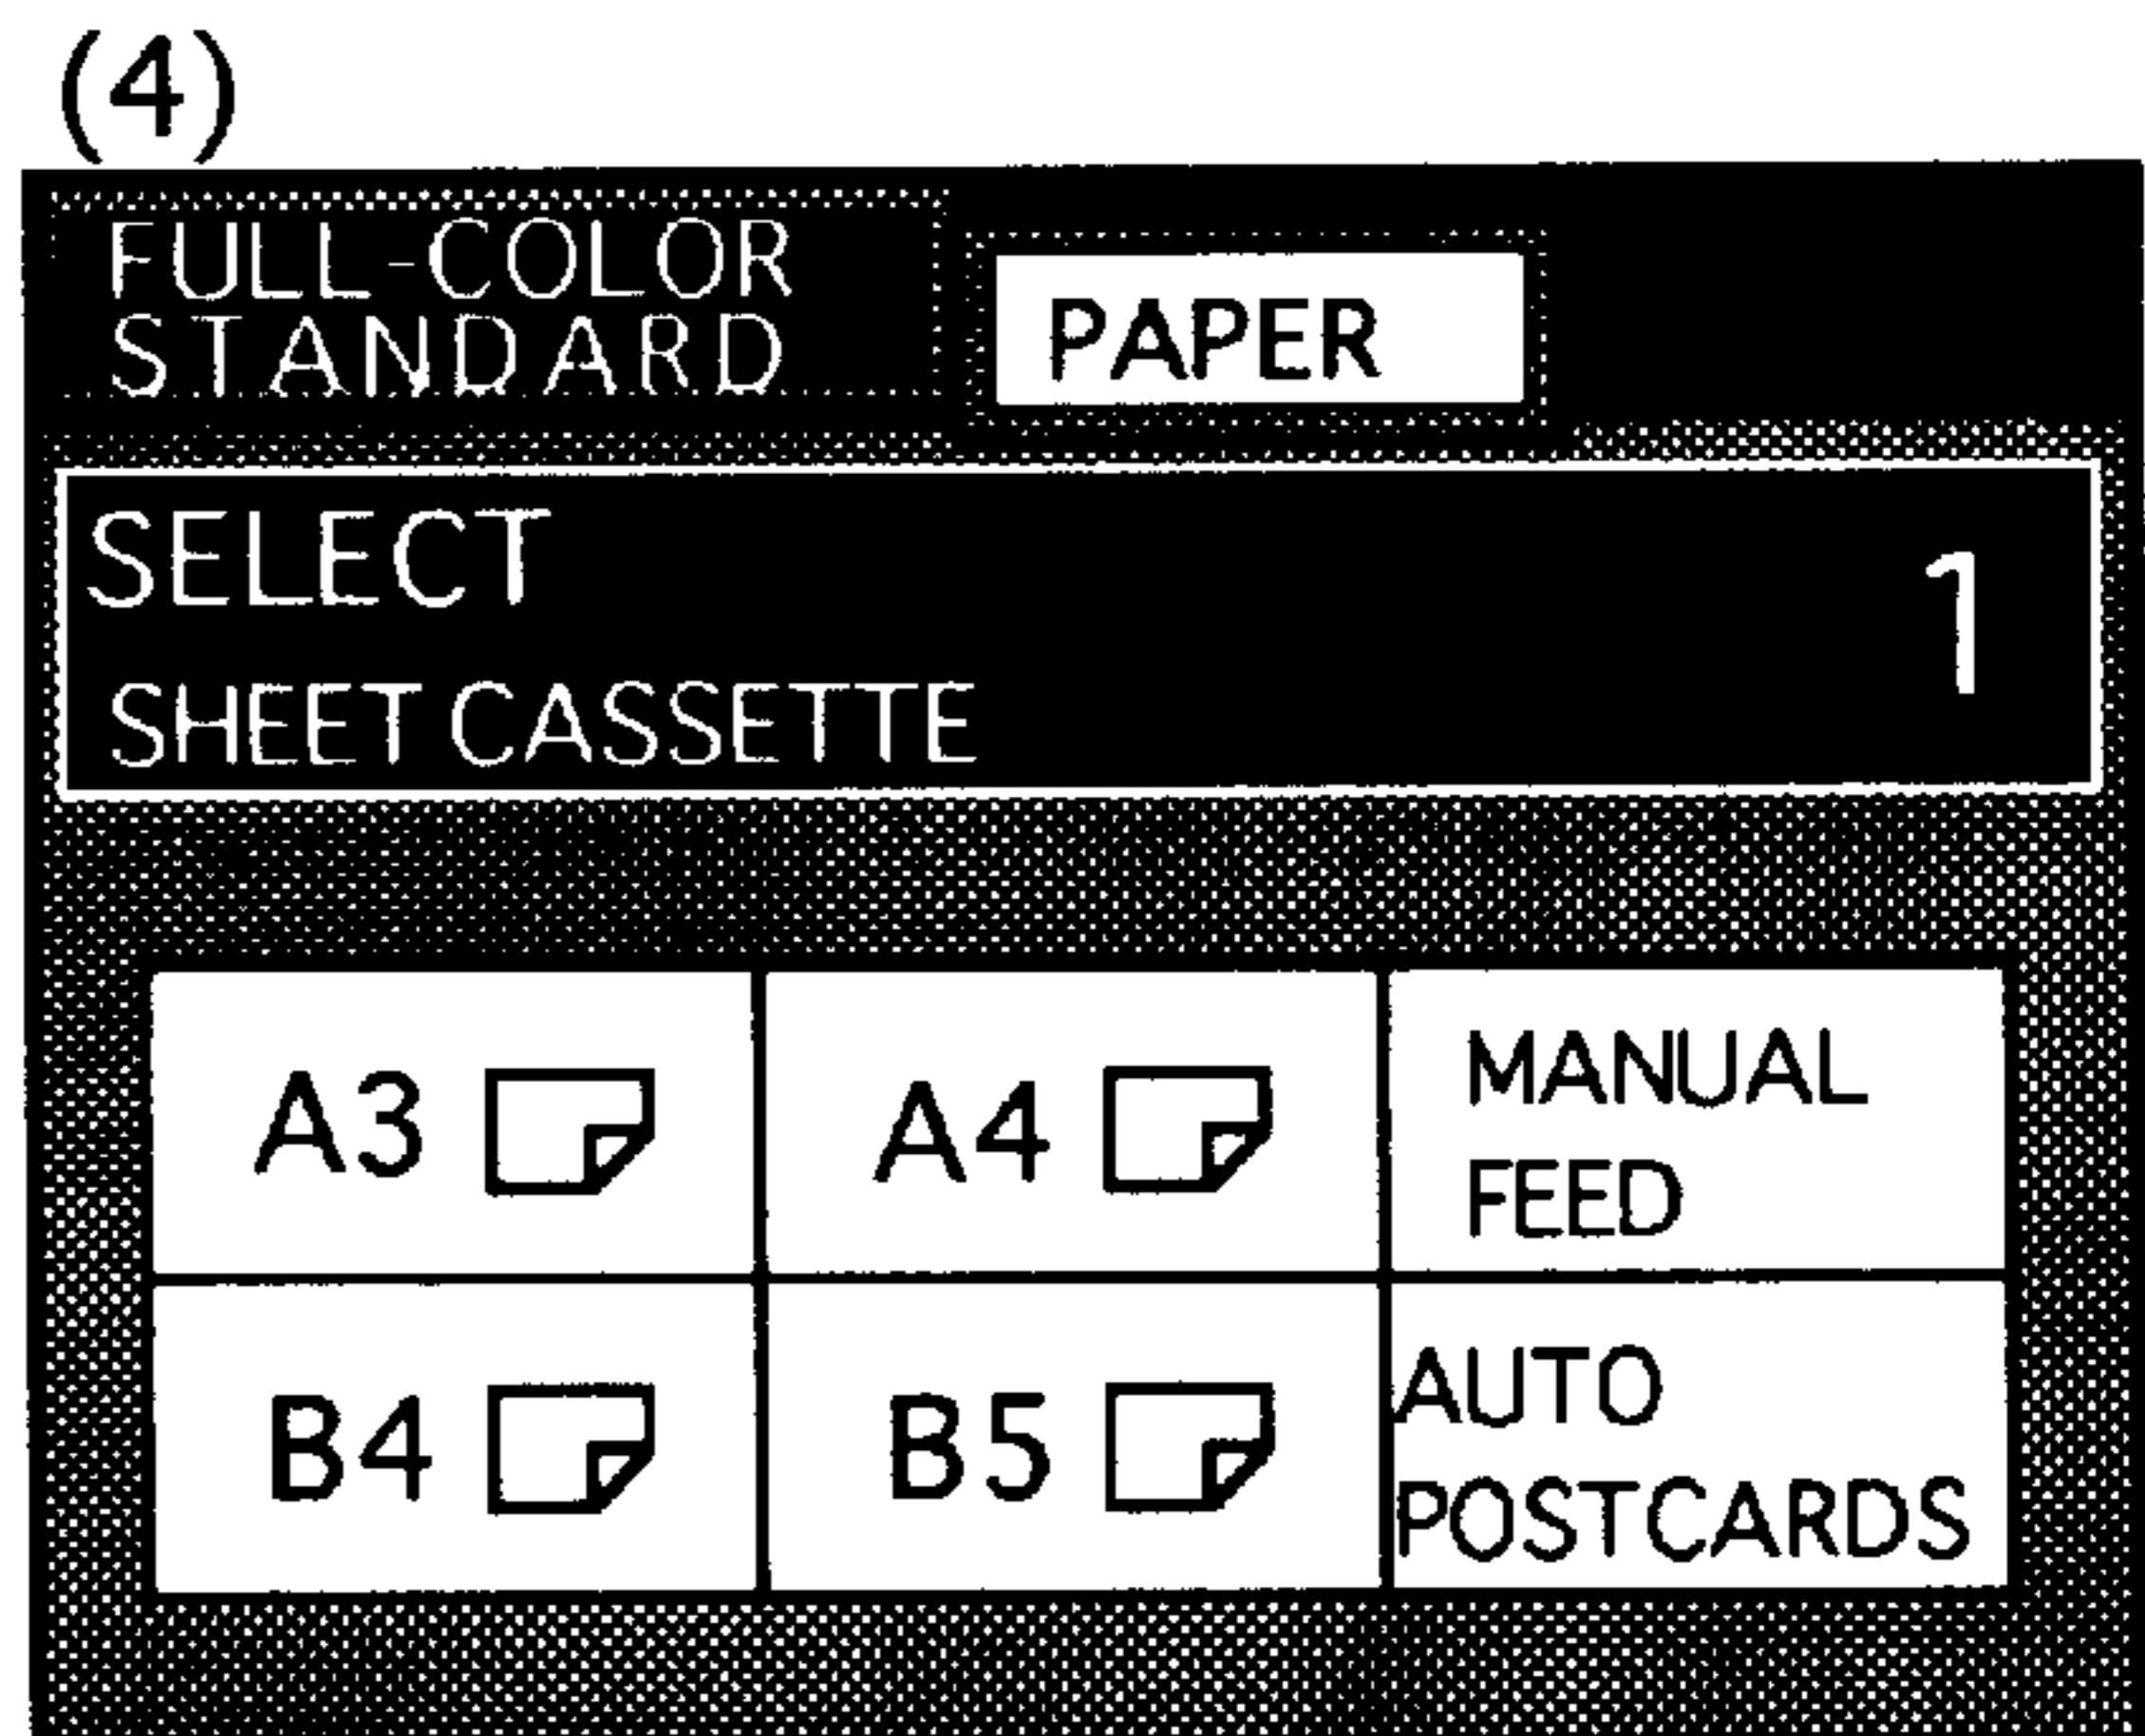 (4)
FULL-COLOR
STANDARD
PAPER
SELECT
1
SHEET CASSETTE
A3
A4
MANUAL
FEED
B4
B5
AUTO
POSTCARDS